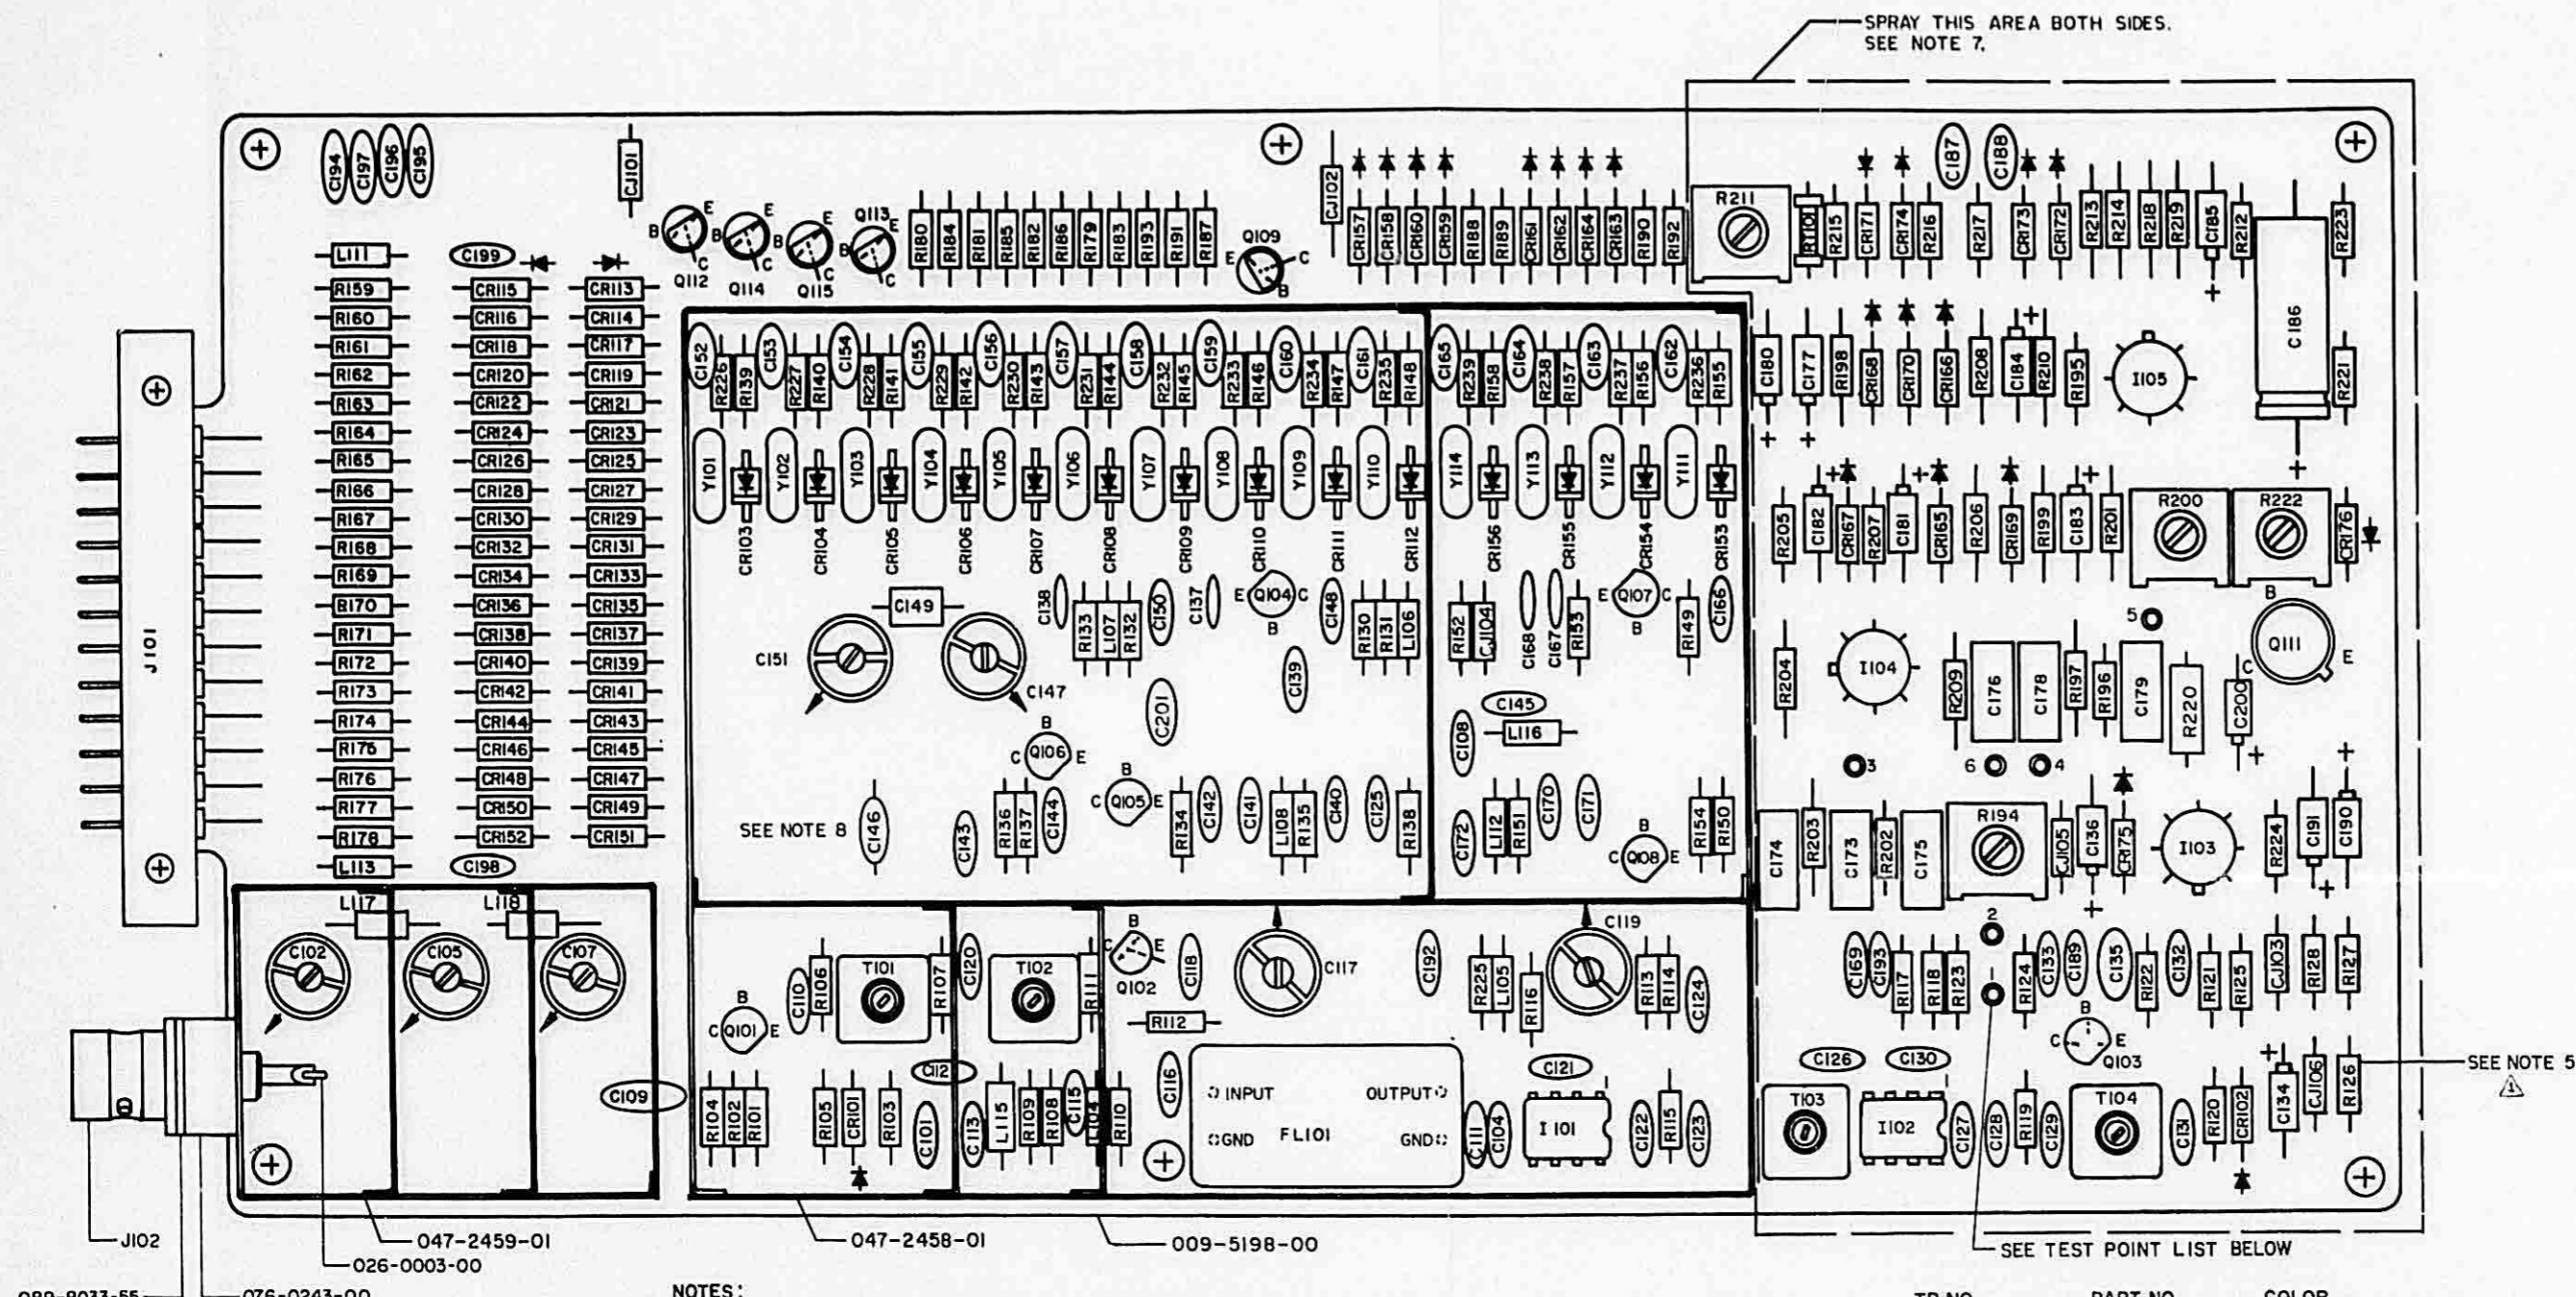 SPRAY THIS AREA BOTH SIDES.
SEE NOTE 7.
C194 C197 C196 C195 CJ101
E B C Q112
E B C Q114
E B C Q115
Q113 E B C
R180 R184 R181 R185 R182 R186 R179 R183 R193 R191 R187
Q109 E C B
CJ102 CR157 CR158 CR160 CR159 R188 R189 CR161 CR162 CR164 CR163 R190 R192
R211 RT101 R215 CR171 CR174 R216 C187 R217 C188 CR173 CR172 R213 R214 R218 R219 C185 + R212 C186 + R223
L111 C199
R159 CR115 CR113
R160 CR116 CR114
R161 CR118 CR117
R162 CR120 CR119
R163 CR122 CR121
R164 CR124 CR123
R165 CR126 CR125
R166 CR128 CR127
R167 CR130 CR129
R168 CR132 CR131
R169 CR134 CR133
R170 CR136 CR135
R171 CR138 CR137
R172 CR140 CR139
R173 CR142 CR141
R174 CR144 CR143
R175 CR146 CR145
R176 CR148 CR147
R177 CR150 CR149
R178 CR152 CR151
L113 C198
J101
C152 R226 R139 C153 R227 R140 C154 R228 R141 C155 R229 R142 C156 R230 R143 C157 R231 R144 C158 R232 R145 C159 R233 R146 C160 R234 R147 C161 R235 R148
C165 R239 R158 C164 R238 R157 C163 R237 R156 C162 R236 R155
Y101 Y102 Y103 Y104 Y105 Y106 Y107 Y108 Y109 Y110 Y114 Y113 Y112 Y111
CR103 CR104 CR105 CR106 CR107 CR108 CR109 CR110 CR111 CR112 CR156 CR155 CR154 CR153
C180 + C177 + R198 CR168 CR170 CR166 R208 C184 + R210 R195 I105 R221
R205 C182 + CR167 R207 C181 + CR165 R206 CR169 R199 C183 + R201 R200 R222 CR176
C151 C149 C147 C138 R133 L107 R132 C150 C137 E Q104 C B C148 R130 R131 L106
R152 CJ104 C168 C167 R153 E Q107 C B R149 C166
C139 C201 C145 L116 C108
B C Q106 E
B C Q105 E
SEE NOTE 8
C146 C143 R136 R137 C144 R134 C142 C141 L108 R135 C140 C125 R138
C172 L112 R151 C170 C171 B C Q108 E R154 R150
R204 I104 R209 C176 C178 R197 R196 C179 R220 C200 + 5
B Q111 C E
3 6 4
C174 R203 C173 R202 C175 R194 CJ105 C136 + CR175 I103 R224 C191 + C190 +
L117 L118
C102 C105 C107
C109
B C Q101 E C110 R106 T101 R107 C120 T102 R111
B C E Q102 C118 C117 C192 R225 L105 R116 C119 R113 R114 C124
R112
2 1
C169 C193 R117 R118 R123 R124 C133 C189 C135 R122 C132 R121 R125 CJ103 R128 R127
B C E Q103
C126 C130
SEE NOTE 5
1
R104 R102 R101 R105 CR101 R103 C101 C112 C113 L115 R109 R108 C115 L104 R110 C116
INPUT OUTPUT
GND FL101 GND
C111 C104 C121 I101 C122 R115 C123
T103 I102 C127 C128 R119 C129 T104 C131 R120 CR102 C134 + CJ106 R126
J102
047-2459-01
026-0003-00
047-2458-01
009-5198-00
SEE TEST POINT LIST BELOW
089-8033-55
076-0243-00
NOTES:
TP NO. PART NO. COLOR